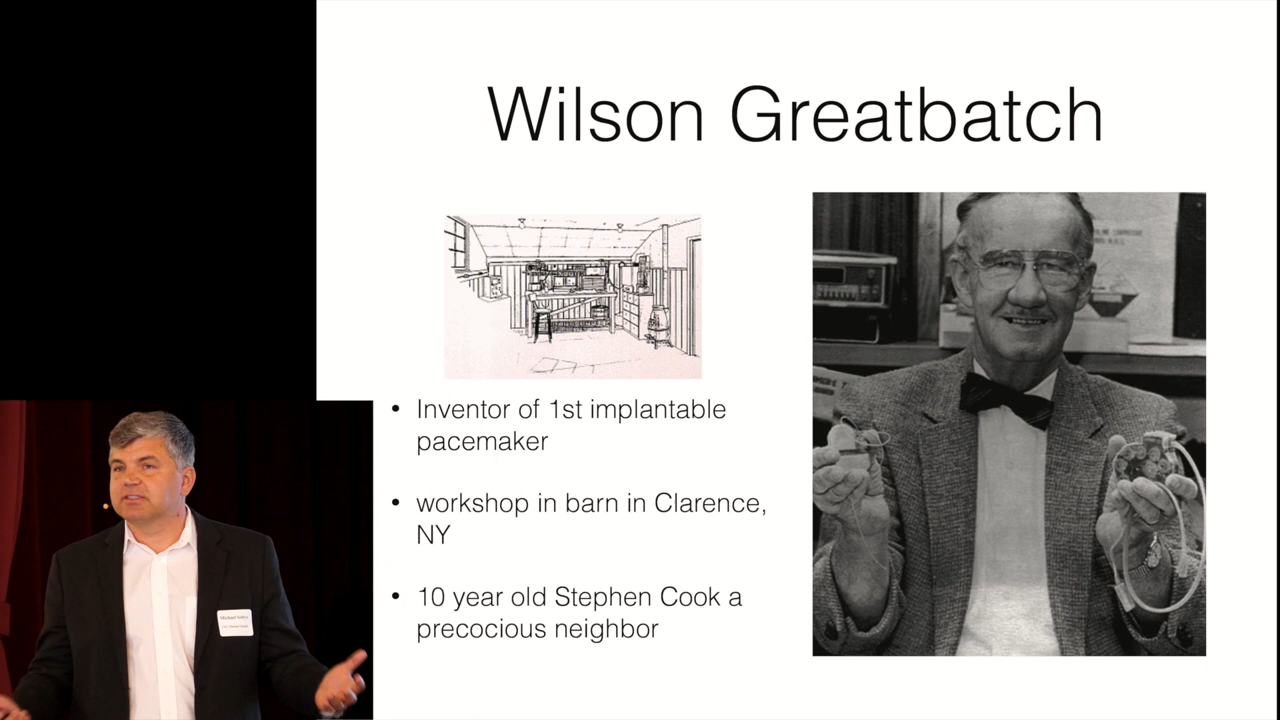 Wilson Greatbatch
• Inventor of 1st implantable
pacemaker
• workshop in barn in Clarence,
NY
• 10 year old Stephen Cook a
precocious neighbor
Michael